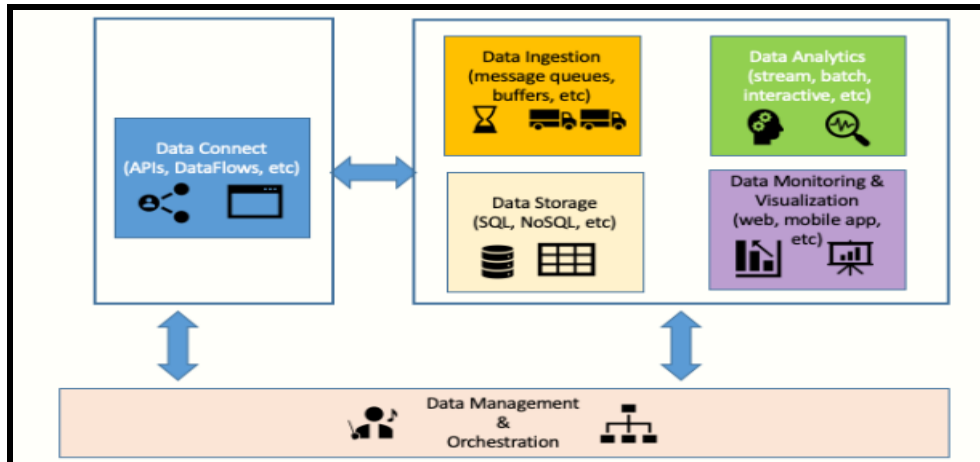 Data Connect
(APIs, DataFlows, etc)
Data Ingestion
(message queues,
buffers, etc)
Data Analytics
(stream, batch,
interactive, etc)
Data Storage
(SQL, NoSQL, etc)
Data Monitoring &
Visualization
(web, mobile app,
etc)
Data Management
&
Orchestration